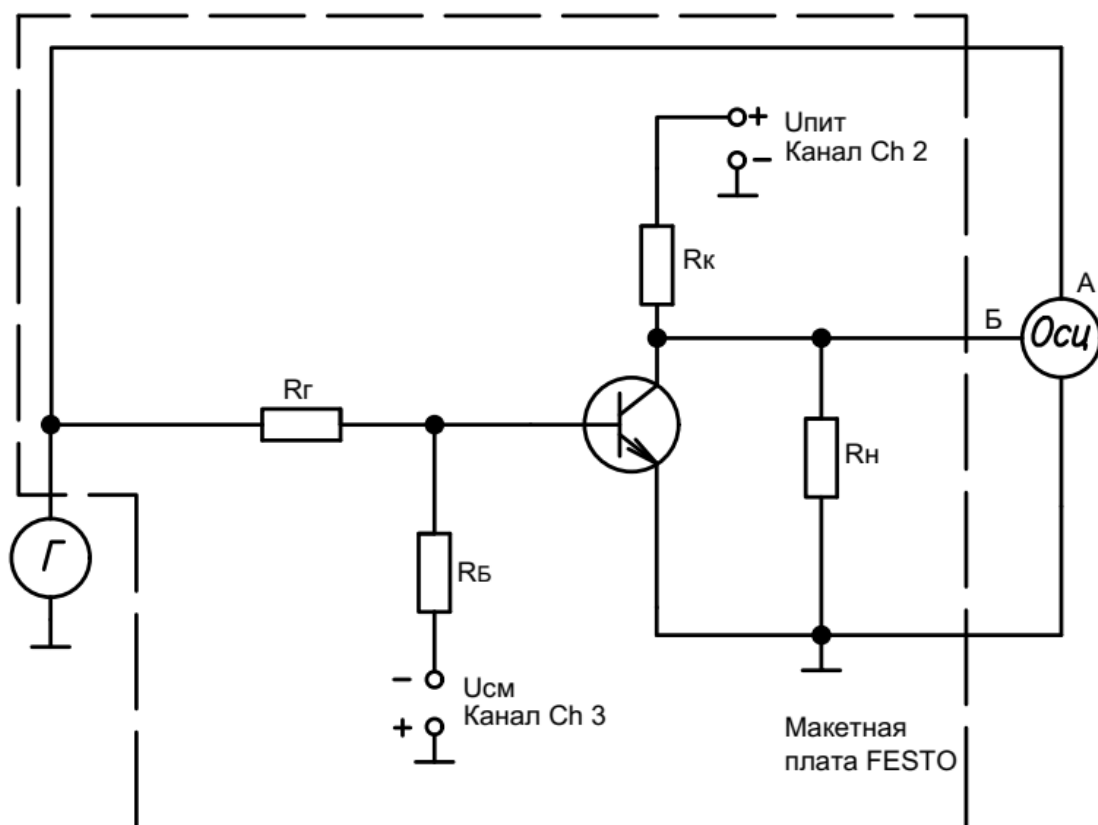 + Uпит
− Канал Ch 2
Rк
А
Б
Осц
Rг
Rн
Г
RБ
− Uсм
Канал Ch 3
+
Макетная
плата FESTO